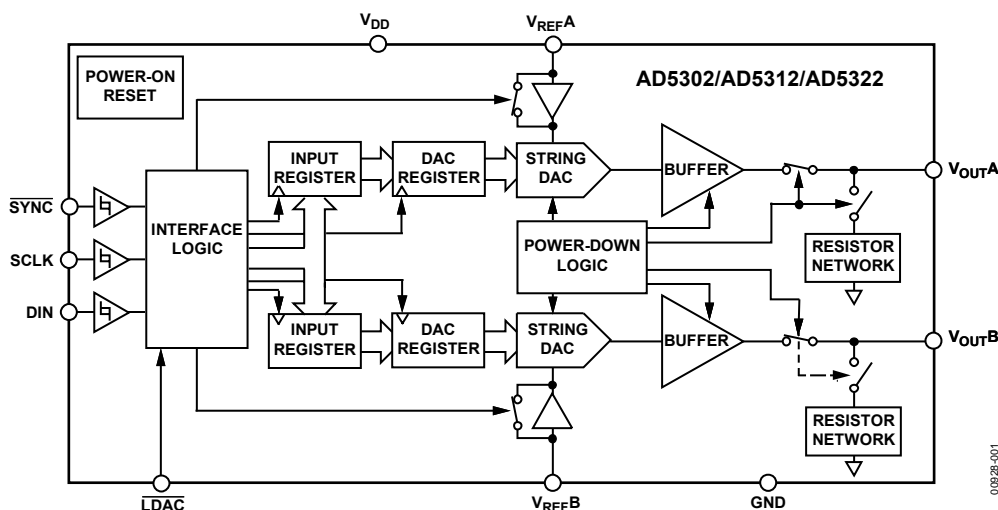 VDD
VREFA
POWER-ON
RESET
AD5302/AD5312/AD5322
INPUT
REGISTER
DAC
REGISTER
STRING
DAC
BUFFER
VOUTA
SYNC
SCLK
DIN
INTERFACE
LOGIC
POWER-DOWN
LOGIC
RESISTOR
NETWORK
INPUT
REGISTER
DAC
REGISTER
STRING
DAC
BUFFER
VOUTB
RESISTOR
NETWORK
LDAC
VREFB
GND
00928-001